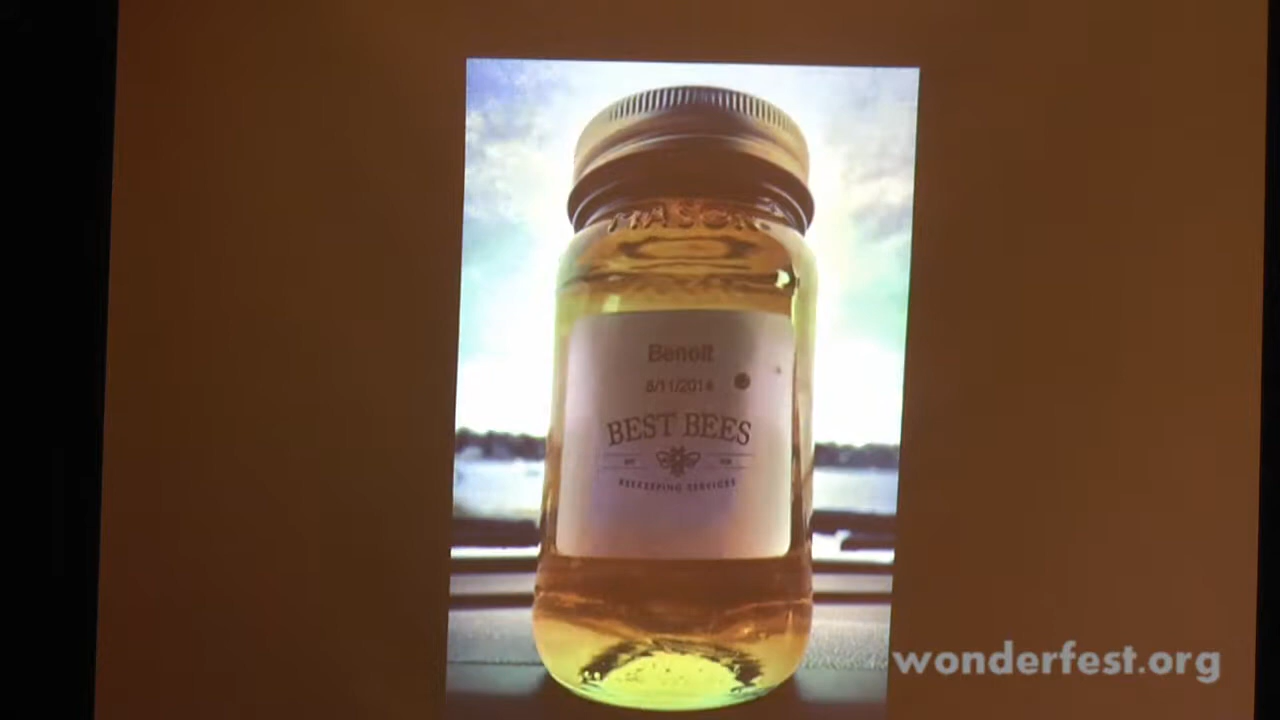 MASON
Benoit
8/11/2014
BEST BEES
BEEKEEPING SERVICES
wonderfest.org